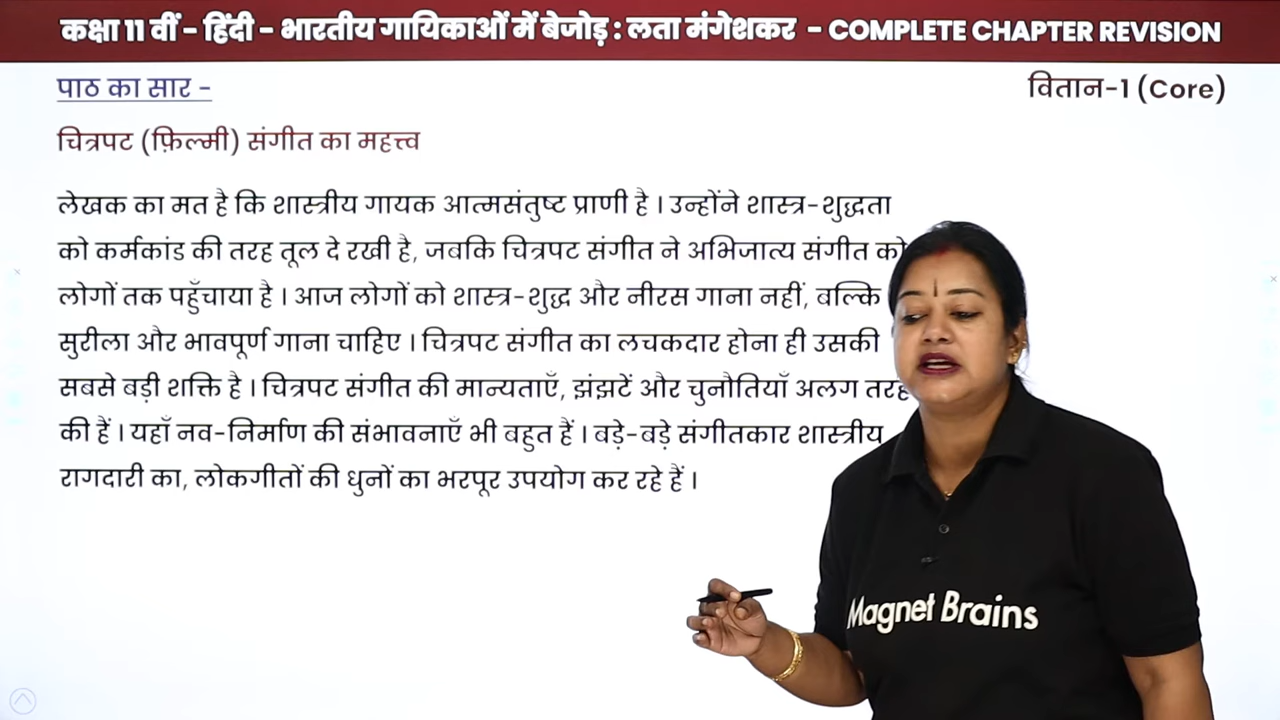 कक्षा 11 वीं - हिंदी - भारतीय गायिकाओं में बेजोड़ : लता मंगेशकर - COMPLETE CHAPTER REVISION
पाठ का सार - वितान-1 (Core)
चित्रपट (फ़िल्मी) संगीत का महत्त्व
लेखक का मत है कि शास्त्रीय गायक आत्मसंतुष्ट प्राणी है । उन्होंने शास्त्र-शुद्धता
को कर्मकांड की तरह तूल दे रखी है, जबकि चित्रपट संगीत ने अभिजात्य संगीत को
लोगों तक पहुँचाया है । आज लोगों को शास्त्र-शुद्ध और नीरस गाना नहीं, बल्कि
सुरीला और भावपूर्ण गाना चाहिए । चित्रपट संगीत का लचकदार होना ही उसकी
सबसे बड़ी शक्ति है । चित्रपट संगीत की मान्यताएँ, झंझटें और चुनौतियाँ अलग तरह
की हैं । यहाँ नव-निर्माण की संभावनाएँ भी बहुत हैं । बड़े-बड़े संगीतकार शास्त्रीय
रागदारी का, लोकगीतों की धुनों का भरपूर उपयोग कर रहे हैं ।
Magnet Brains